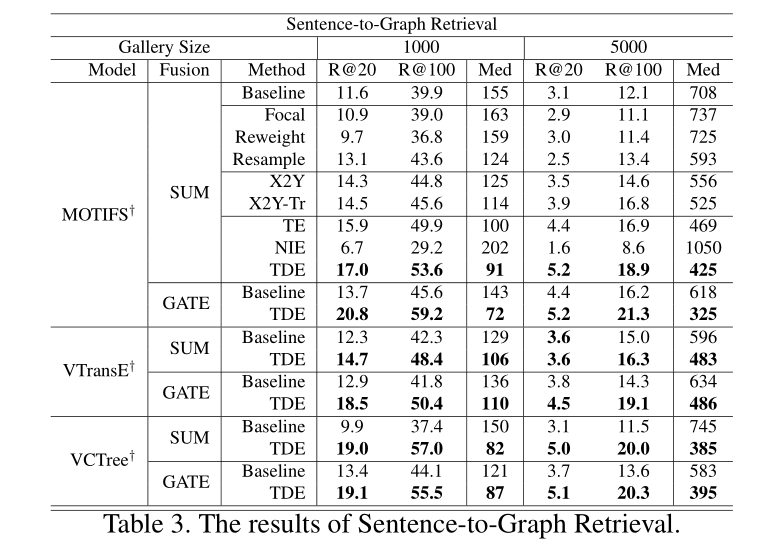 Sentence-to-Graph Retrieval
Gallery Size 1000 5000
Model Fusion Method R@20 R@100 Med R@20 R@100 Med
MOTIFS† SUM Baseline 11.6 39.9 155 3.1 12.1 708
Focal 10.9 39.0 163 2.9 11.1 737
Reweight 9.7 36.8 159 3.0 11.4 725
Resample 13.1 43.6 124 2.5 13.4 593
X2Y 14.3 44.8 125 3.5 14.6 556
X2Y-Tr 14.5 45.6 114 3.9 16.8 525
TE 15.9 49.9 100 4.4 16.9 469
NIE 6.7 29.2 202 1.6 8.6 1050
TDE 17.0 53.6 91 5.2 18.9 425
GATE Baseline 13.7 45.6 143 4.4 16.2 618
TDE 20.8 59.2 72 5.2 21.3 325
VTransE† SUM Baseline 12.3 42.3 129 3.6 15.0 596
TDE 14.7 48.4 106 3.6 16.3 483
GATE Baseline 12.9 41.8 136 3.8 14.3 634
TDE 18.5 50.4 110 4.5 19.1 486
VCTree† SUM Baseline 9.9 37.4 150 3.1 11.5 745
TDE 19.0 57.0 82 5.0 20.0 385
GATE Baseline 13.4 44.1 121 3.7 13.6 583
TDE 19.1 55.5 87 5.1 20.3 395
Table 3. The results of Sentence-to-Graph Retrieval.